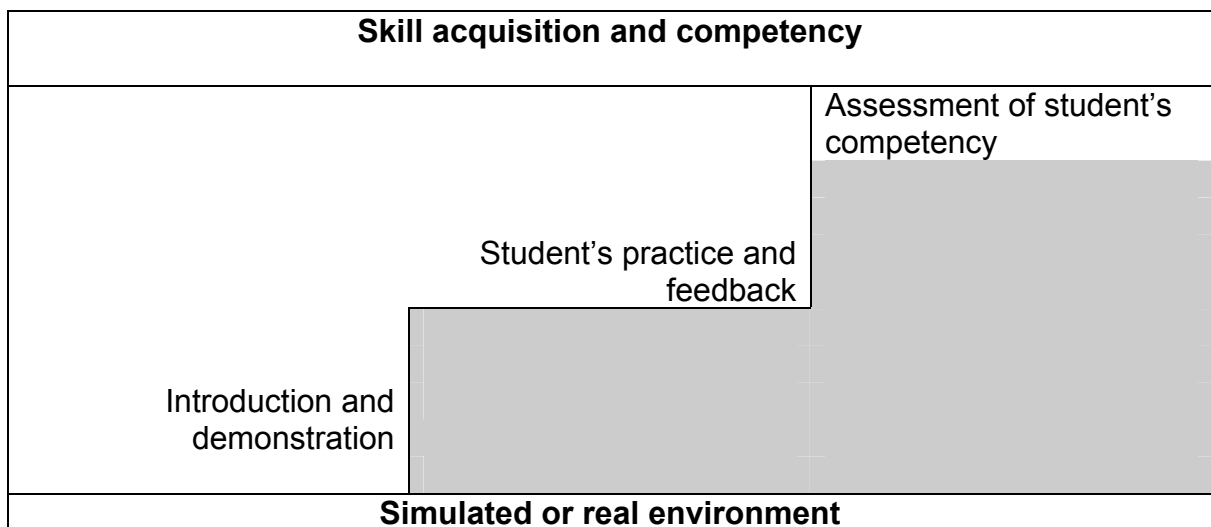 Skill acquisition and competency
Assessment of student’s
competency
Student’s practice and
feedback
Introduction and
demonstration
Simulated or real environment